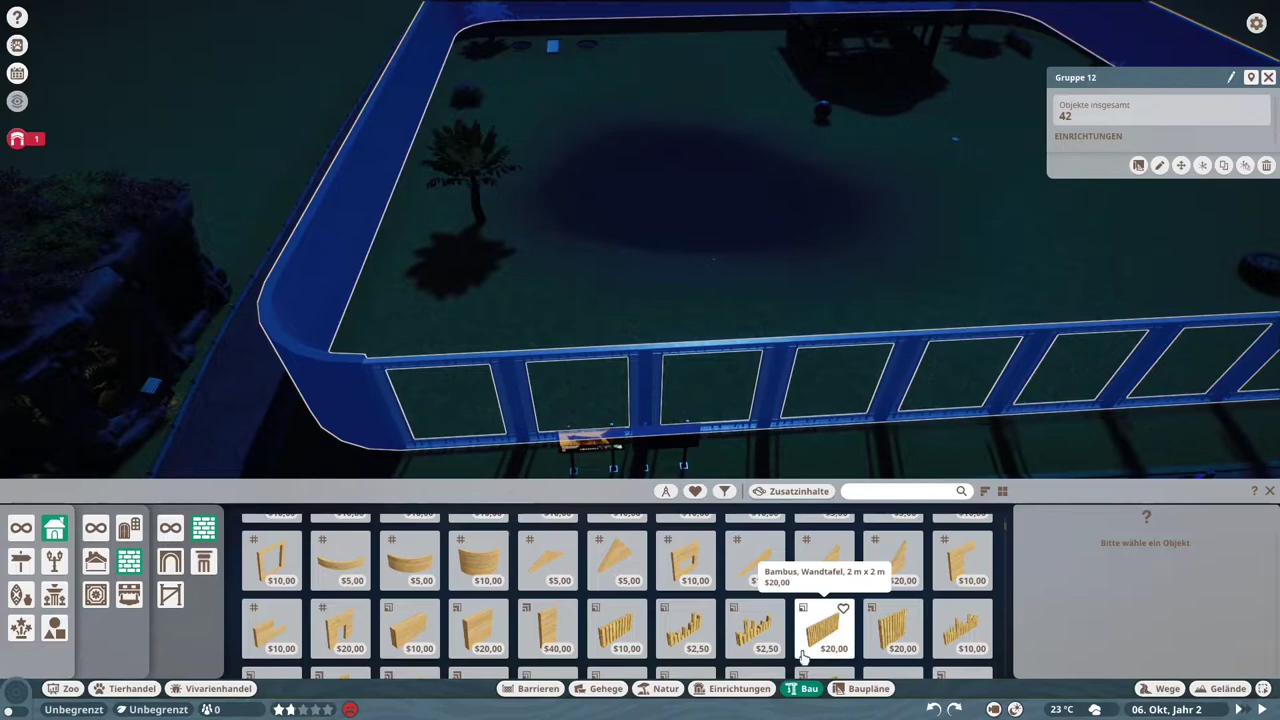 ?
Gruppe 12
Objekte insgesamt
42
EINRICHTUNGEN
1
Zusatzinhalte
? 
?
Bitte wähle ein Objekt
Bambus, Wandtafel, 2 m x 2 m
$20,00
$10,00 $5,00 $5,00 $10,00 $5,00 $5,00 $10,00 $20,00 $10,00
$10,00 $20,00 $10,00 $20,00 $40,00 $10,00 $2,50 $2,50 $20,00 $20,00 $10,00
Zoo Tierhandel Vivarienhandel Barrieren Gehege Natur Einrichtungen Bau Baupläne Wege Gelände
Unbegrenzt Unbegrenzt 0 23 °C 06. Okt, Jahr 2